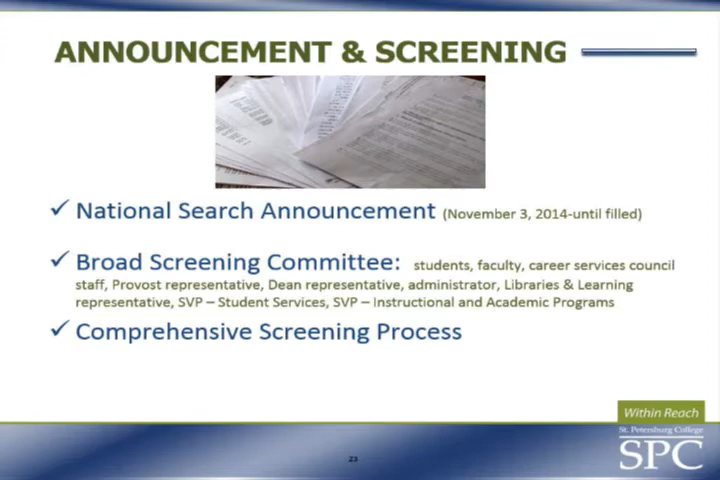 ANNOUNCEMENT & SCREENING
✓ National Search Announcement (November 3, 2014-until filled)
✓ Broad Screening Committee: students, faculty, career services council
staff, Provost representative, Dean representative, administrator, Libraries & Learning
representative, SVP – Student Services, SVP – Instructional and Academic Programs
✓ Comprehensive Screening Process
Within Reach
St. Petersburg College
SPC
23